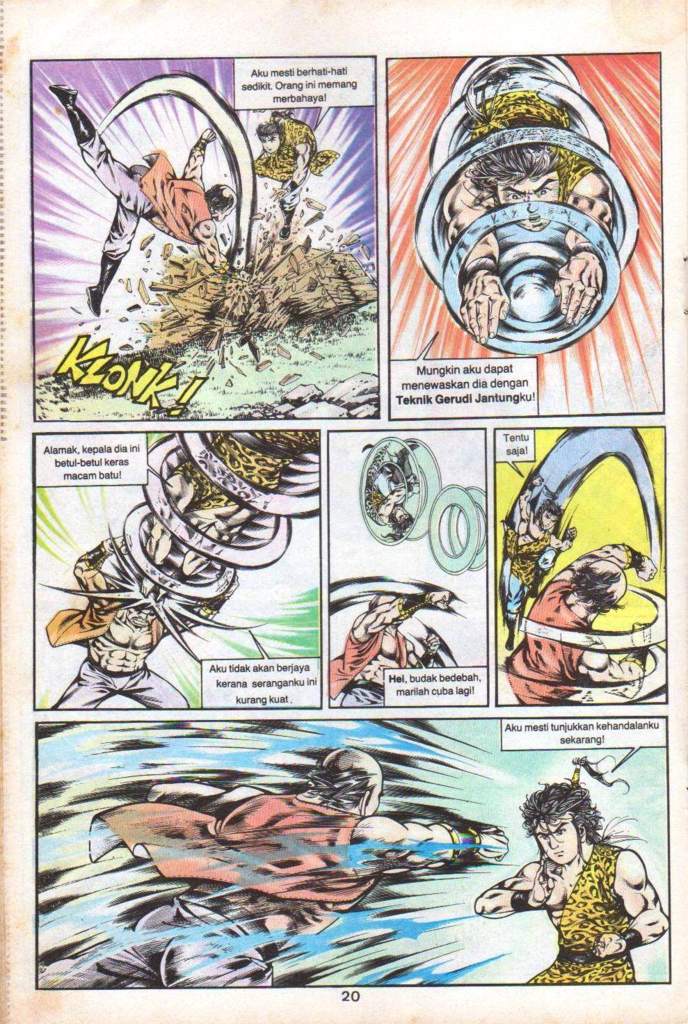 Aku mesti berhati-hati
sedikit. Orang ini memang
merbahaya!
KLONK!
Mungkin aku dapat
menewaskan dia dengan
Teknik Gerudi Jantungku!
Alamak, kepala dia ini
betul-betul keras
macam batu!
Aku tidak akan berjaya
kerana seranganku ini
kurang kuat.
Hei, budak bedebah,
marilah cuba lagi!
Tentu
saja!
Aku mesti tunjukkan kehandalanku
sekarang!
20